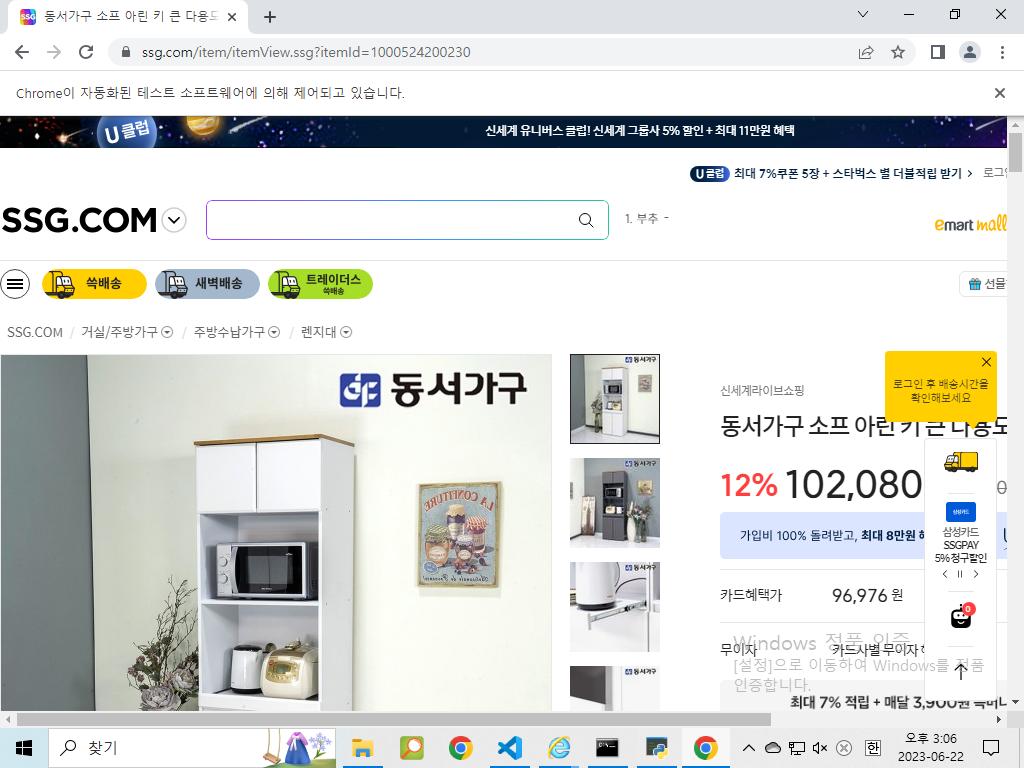 동서가구 소프 아린 키 큰 다용도
ssg.com/item/itemView.ssg?itemId=1000524200230
Chrome이 자동화된 테스트 소프트웨어에 의해 제어되고 있습니다.
U 클럽
신세계 유니버스 클럽! 신세계 그룹사 5% 할인 + 최대 11만원 혜택
U 클럽 최대 7%쿠폰 5장 + 스타벅스 별 더블적립 받기 >
로그인
SSG.COM
1. 부추 -
emart mall
쓱배송
새벽배송
트레이더스
쓱배송
선물
SSG.COM / 거실/주방가구 / 주방수납가구 / 렌지대
동서가구
LA CONFITURE
신세계라이브쇼핑
로그인 후 배송시간을
확인해보세요
동서가구 소프 아린 키 큰 다용도
12% 102,080
가입비 100% 돌려받고, 최대 8만원 혜
삼성카드
삼성카드
SSGPAY
5% 청구할인
카드혜택가 96,976 원
0
무이자 카드사별 무이자
Windows 정품 인증
[설정]으로 이동하여 Windows를 정품
인증합니다.
최대 7% 적립 + 매달 3,900원 쓱머니
찾기
오후 3:06
2023-06-22
한